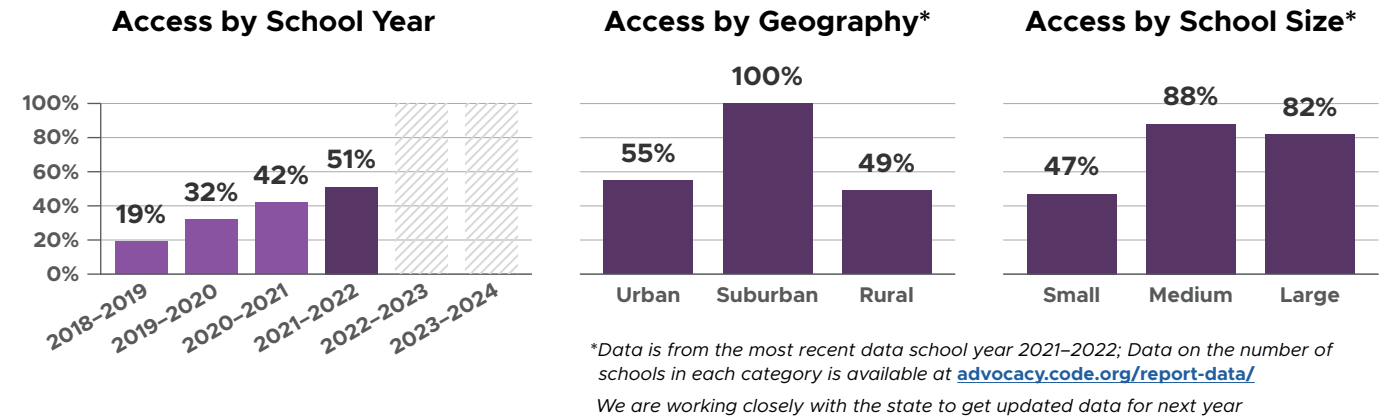 Access by School Year
100%
80%
60%
40%
20%
0%
19%
32%
42%
51%
2018–2019
2019–2020
2020–2021
2021–2022
2022–2023
2023–2024
Access by Geography*
55%
100%
49%
Urban
Suburban
Rural
Access by School Size*
47%
88%
82%
Small
Medium
Large
*Data is from the most recent data school year 2021–2022; Data on the number of
schools in each category is available at advocacy.code.org/report-data/
We are working closely with the state to get updated data for next year